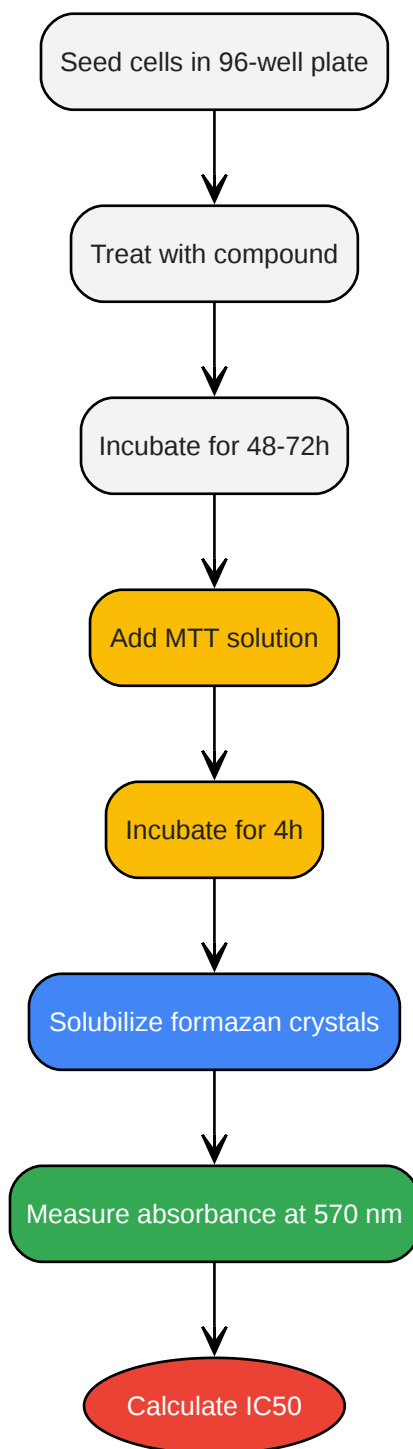 Seed cells in 96-well plate
Treat with compound
Incubate for 48-72h
Add MTT solution
Incubate for 4h
Solubilize formazan crystals
Measure absorbance at 570 nm
Calculate IC50